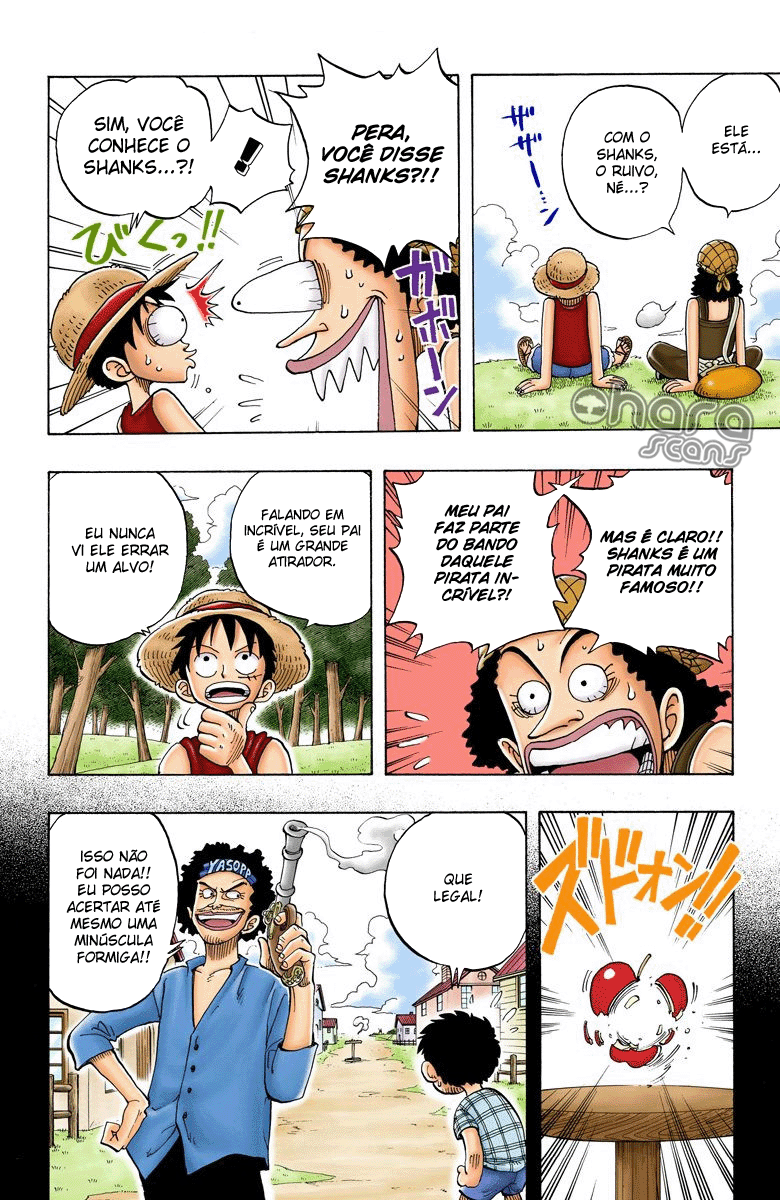 ELE
ESTÁ...
COM O
SHANKS,
O RUIVO,
NÉ...?
ザザー…ン
PERA,
VOCÊ DISSE
SHANKS?!!
!
SIM, VOCÊ
CONHECE O
SHANKS...?!
びくっ!!
ガボーン
Ohara
scans
MAS É CLARO!!
SHANKS É UM
PIRATA MUITO
FAMOSO!!
MEU PAI
FAZ PARTE
DO BANDO
DAQUELE
PIRATA IN-
CRÍVEL?!
FALANDO EM
INCRÍVEL, SEU PAI
É UM GRANDE
ATIRADOR.
EU NUNCA
VI ELE ERRAR
UM ALVO!
ズドォン!!
QUE
LEGAL!
YASOPP
ISSO NÃO
FOI NADA!!
EU POSSO
ACERTAR ATÉ
MESMO UMA
MINÚSCULA
FORMIGA!!